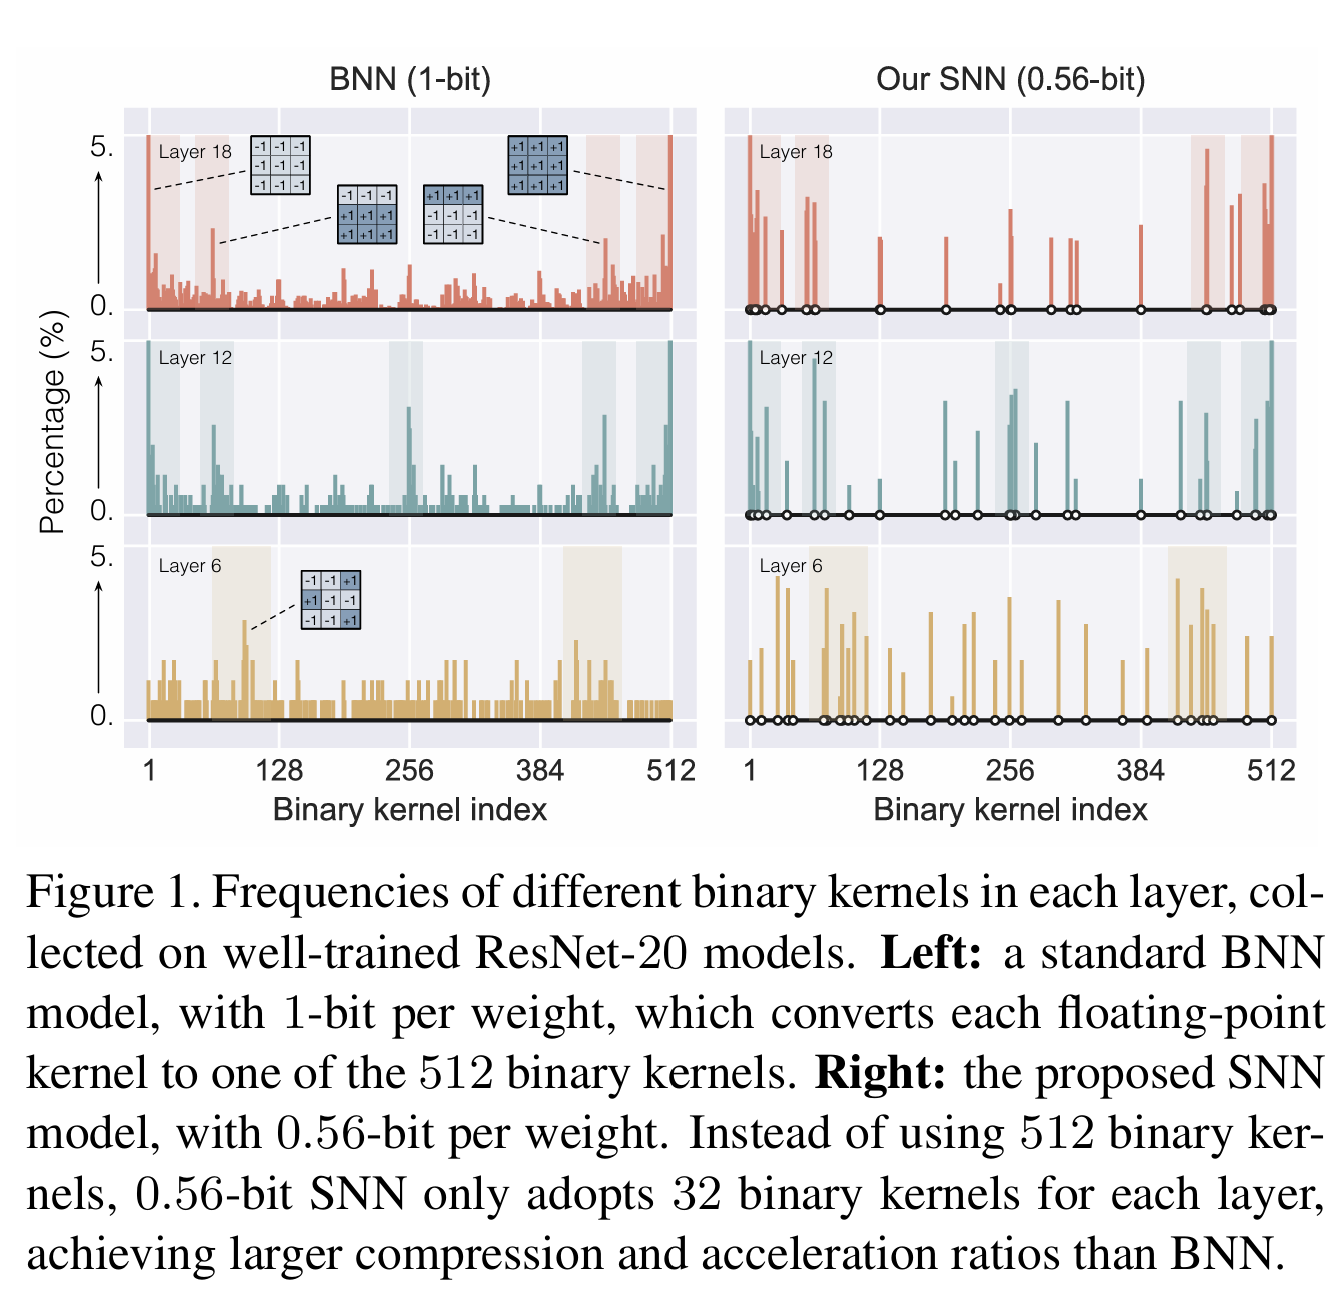 BNN (1-bit)
Our SNN (0.56-bit)
Percentage (%)
5.
0.
Layer 18
-1 -1 -1
-1 -1 -1
-1 -1 -1
-1 -1 -1
+1 +1 +1
+1 +1 +1
+1 +1 +1
-1 -1 -1
-1 -1 -1
+1 +1 +1
+1 +1 +1
+1 +1 +1
Layer 18
5.
0.
Layer 12
Layer 12
5.
0.
Layer 6
-1 -1 +1
+1 -1 -1
-1 -1 +1
Layer 6
1 128 256 384 512
1 128 256 384 512
Binary kernel index
Binary kernel index
Figure 1. Frequencies of different binary kernels in each layer, col-
lected on well-trained ResNet-20 models. Left: a standard BNN
model, with 1-bit per weight, which converts each floating-point
kernel to one of the 512 binary kernels. Right: the proposed SNN
model, with 0.56-bit per weight. Instead of using 512 binary ker-
nels, 0.56-bit SNN only adopts 32 binary kernels for each layer,
achieving larger compression and acceleration ratios than BNN.